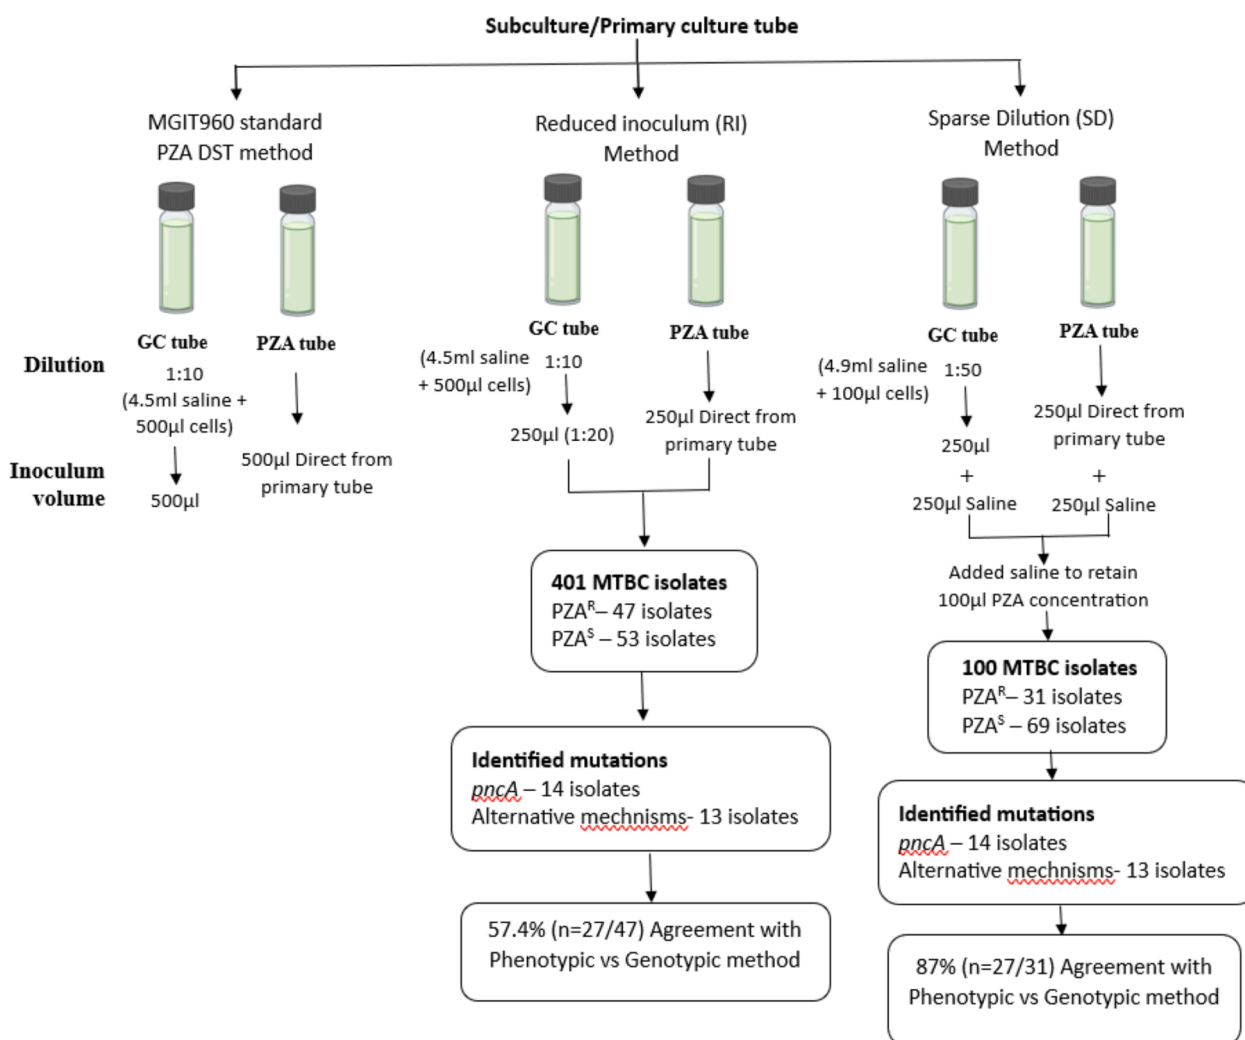 Subculture/Primary culture tube
MGIT960 standard
PZA DST method
Reduced inoculum (RI)
Method
Sparse Dilution (SD)
Method
GC tube
PZA tube
GC tube
PZA tube
GC tube
PZA tube
Dilution
1:10
(4.5ml saline +
500µl cells)
Inoculum
volume
500µl
500µl Direct from
primary tube
(4.5ml saline
+ 500µl cells)
1:10
250µl (1:20)
250µl Direct from
primary tube
(4.9ml saline
+ 100µl cells)
1:50
250µl
+
250µl Saline
250µl Direct from
primary tube
+
250µl Saline
401 MTBC isolates
PZAᴿ– 47 isolates
PZAˢ – 53 isolates
Identified mutations
pncA – 14 isolates
Alternative mechnisms- 13 isolates
57.4% (n=27/47) Agreement with
Phenotypic vs Genotypic method
Added saline to retain
100µl PZA concentration
100 MTBC isolates
PZAᴿ– 31 isolates
PZAˢ – 69 isolates
Identified mutations
pncA – 14 isolates
Alternative mechnisms- 13 isolates
87% (n=27/31) Agreement with
Phenotypic vs Genotypic method